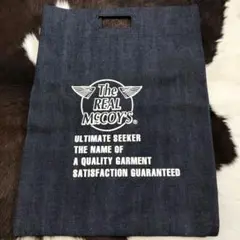 The
REAL
McCOY'S®
ULTIMATE SEEKER
THE NAME OF
A QUALITY GARMENT
SATISFACTION GUARANTEED